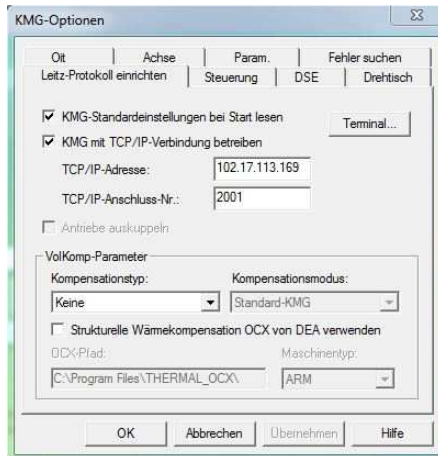 KMG-Optionen
Oit Achse Param. Fehler suchen
Leitz-Protokoll einrichten Steuerung DSE Drehtisch
KMG-Standardeinstellungen bei Start lesen
Terminal...
KMG mit TCP/IP-Verbindung betreiben
TCP/IP-Adresse: 102.17.113.169
TCP/IP-Anschluss-Nr.: 2001
Antriebe auskuppeln
VolKomp-Parameter
Kompensationstyp: Kompensationsmodus:
Keine Standard-KMG
Strukturelle Wärmekompensation OCX von DEA verwenden
OCX-Pfad: Maschinentyp:
C:\Program Files\THERMAL_OCX\ ARM
OK Abbrechen Übernehmen Hilfe